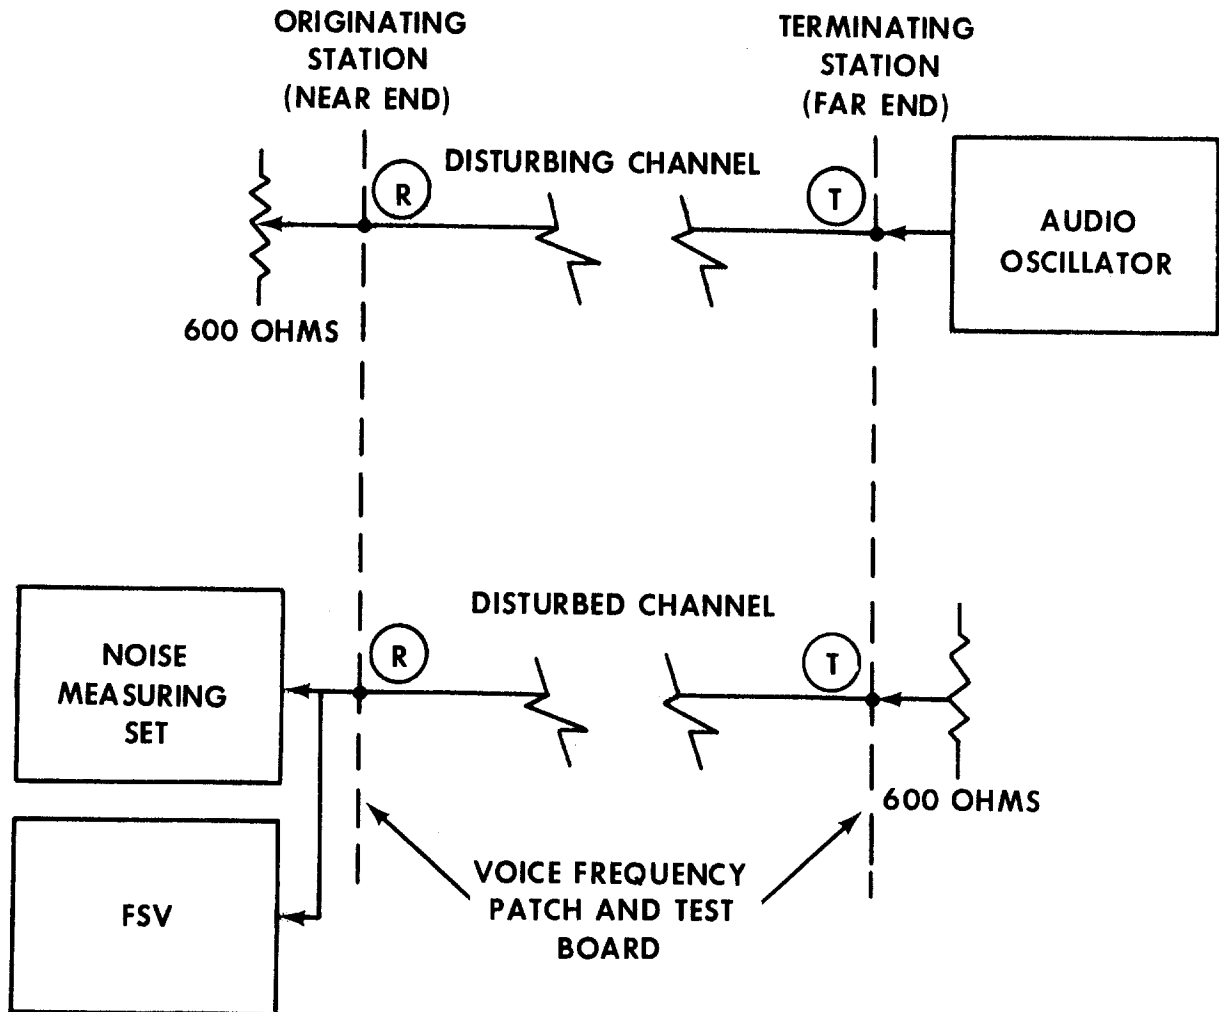 ORIGINATING
STATION
(NEAR END)
TERMINATING
STATION
(FAR END)
DISTURBING CHANNEL
R
T
AUDIO
OSCILLATOR
600 OHMS
DISTURBED CHANNEL
NOISE
MEASURING
SET
R
T
600 OHMS
FSV
VOICE FREQUENCY
PATCH AND TEST
BOARD